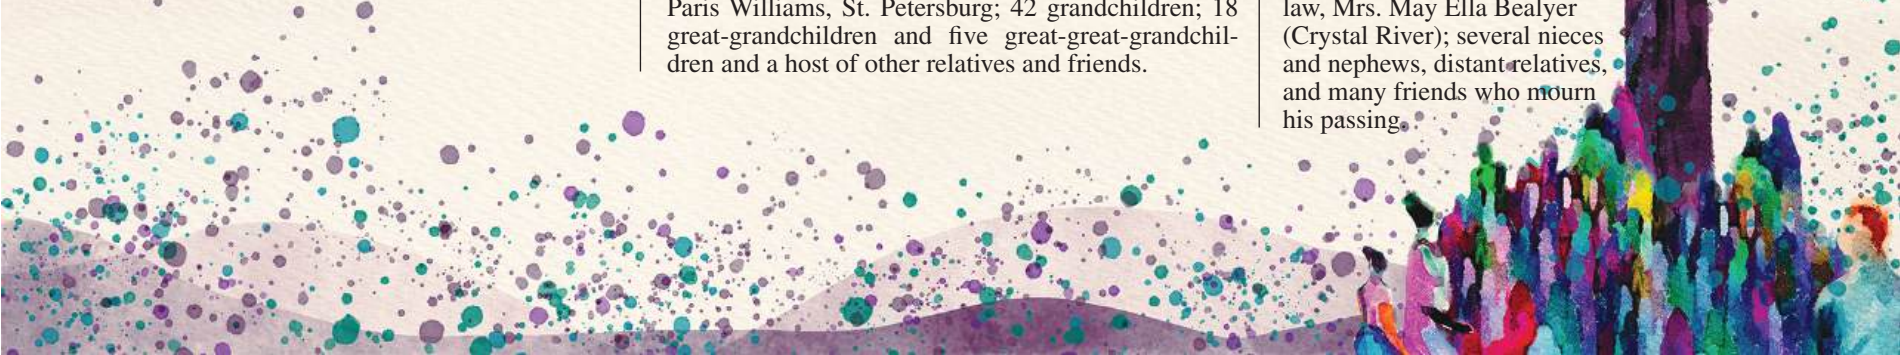 Paris Williams, St. Petersburg; 42 grandchildren; 18
great-grandchildren and five great-great-grandchil-
dren and a host of other relatives and friends.
law, Mrs. May Ella Bealyer
(Crystal River); several nieces
and nephews, distant relatives,
and many friends who mourn
his passing.